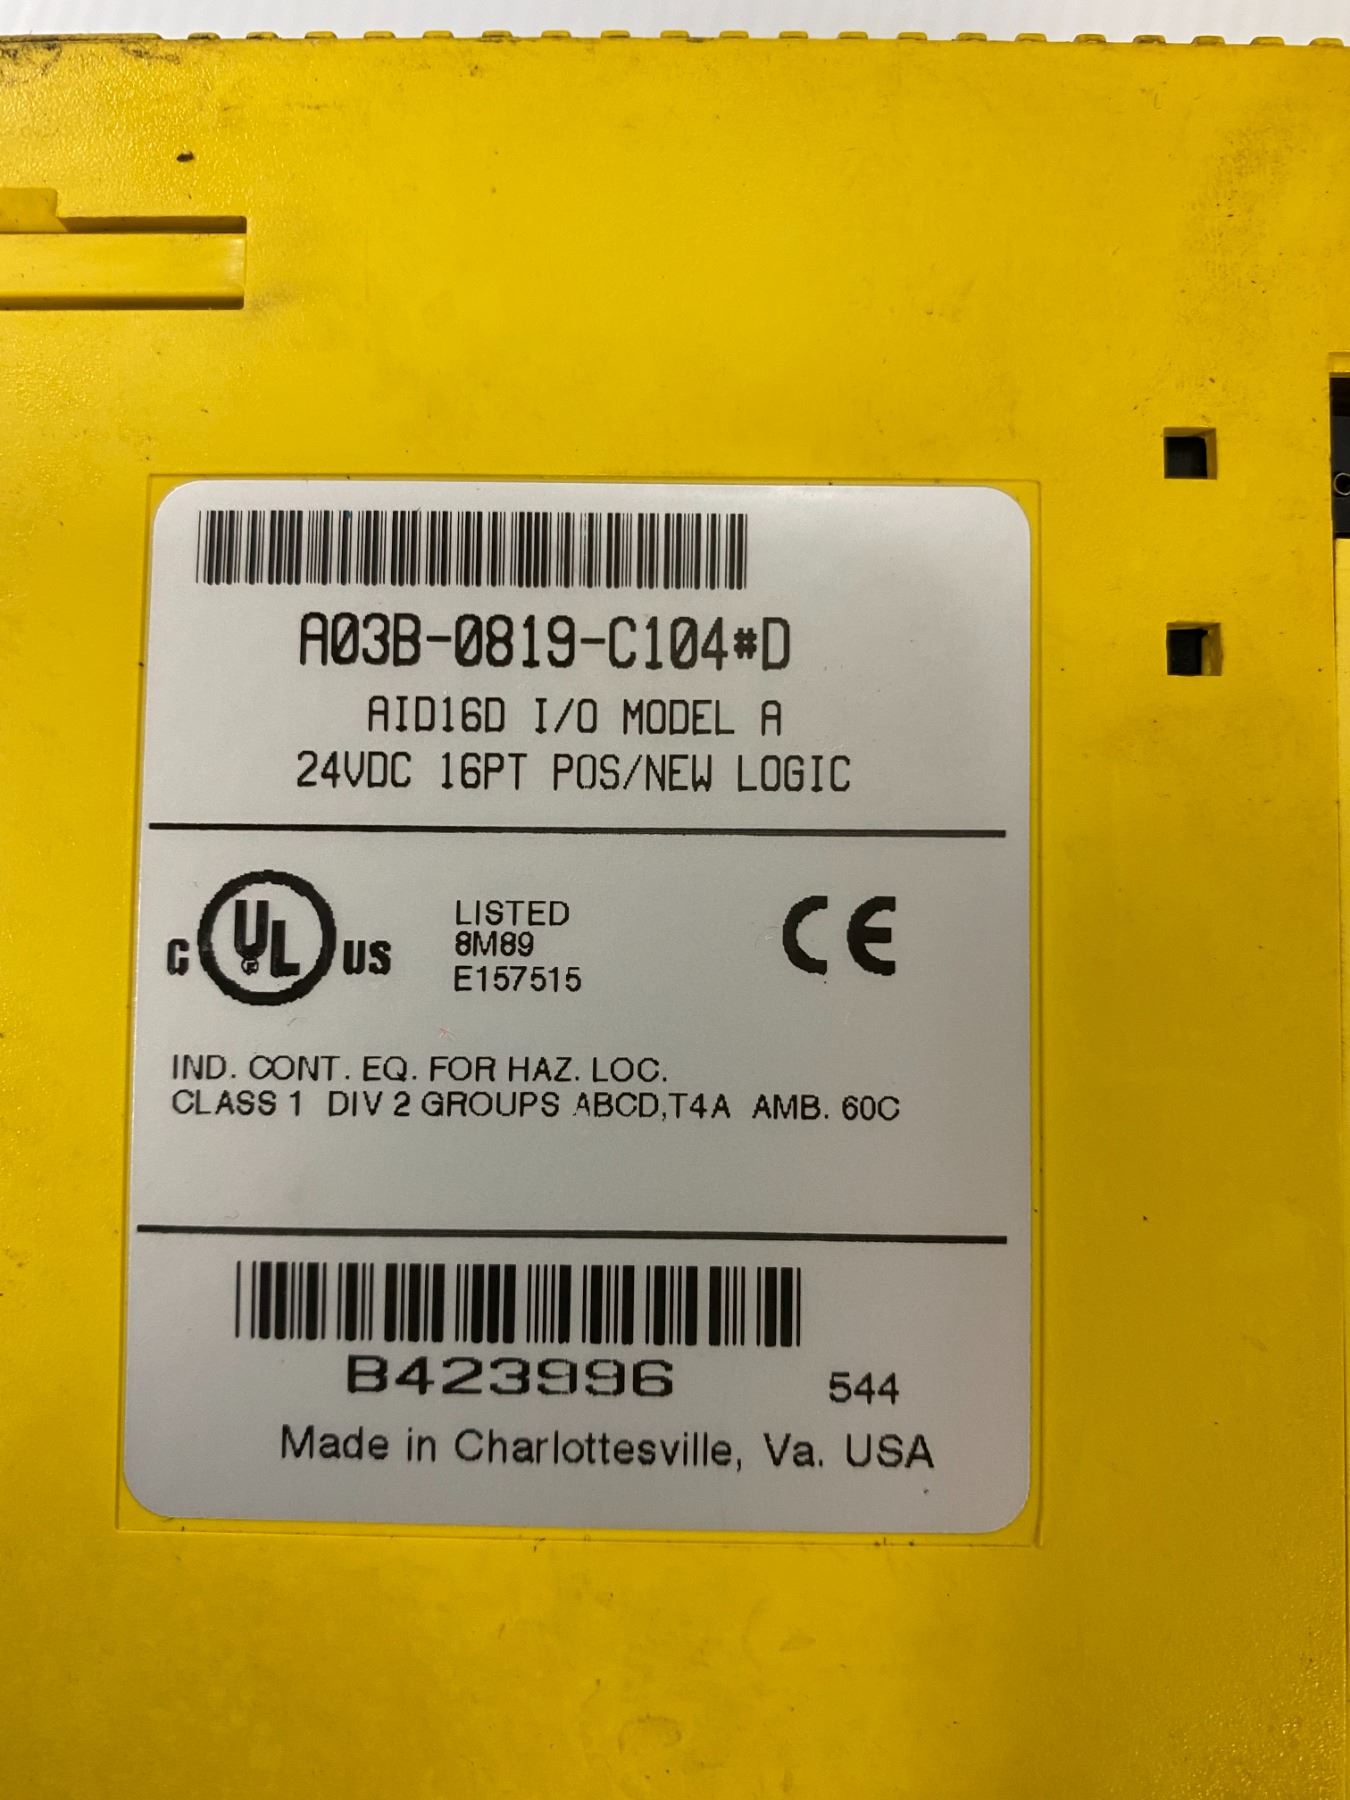 A03B-0819-C104#D
AID16D I/O MODEL A
24VDC 16PT POS/NEW LOGIC
C UL US
LISTED
8M89
E157515
CE
IND. CONT. EQ. FOR HAZ. LOC.
CLASS 1 DIV 2 GROUPS ABCD,T4A AMB. 60C
B423996
544
Made in Charlottesville, Va. USA